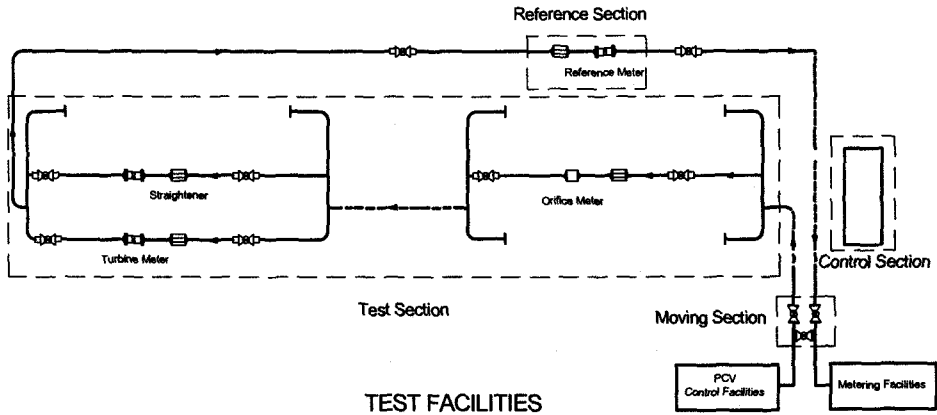 Reference Section
Reference Meter
Straightener
Orifice Meter
Turbine Meter
Control Section
Test Section
Moving Section
PCV
Control Facilities
Metering Facilities
TEST FACILITIES